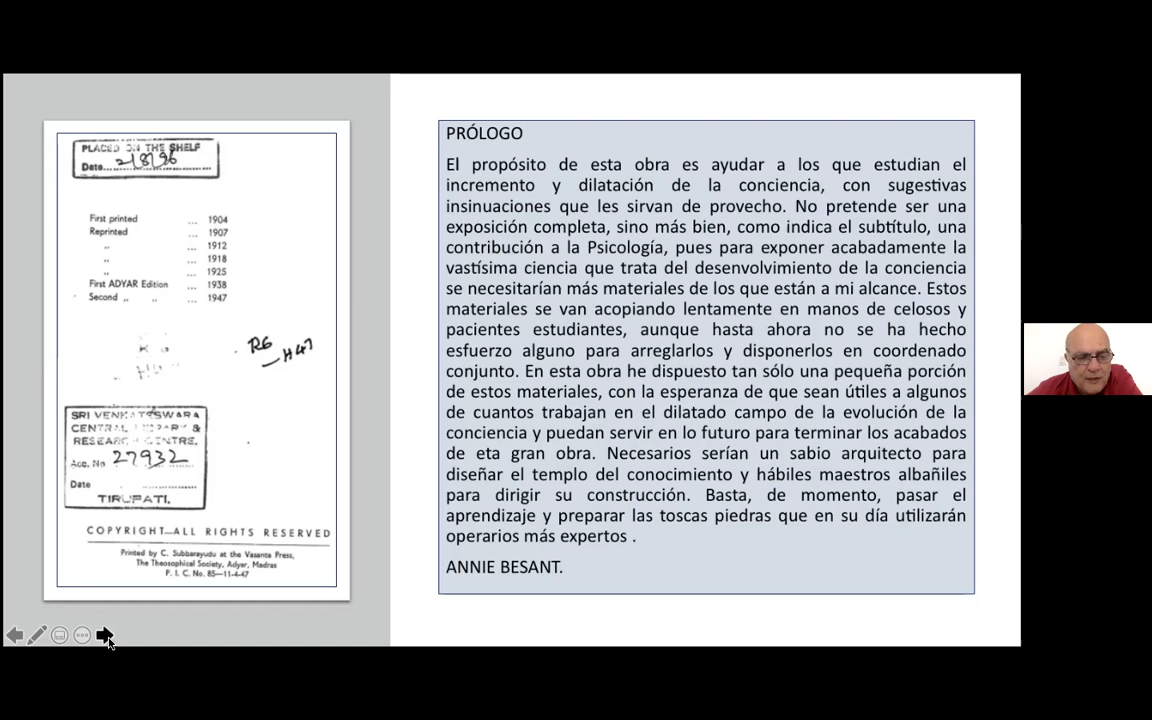 PLACED ON THE SHELF
Date...2/8/96
First printed ... 1904
Reprinted ... 1907
„ ... 1912
„ ... 1918
„ ... 1925
First ADYAR Edition ... 1938
Second „ „ ... 1947
R6
H47
SRI VENKATESWARA
CENTRAL LIBRARY &
RESEARCH CENTRE.
Acc. No 27932
Date
TIRUPATI.
COPYRIGHT—ALL RIGHTS RESERVED
Printed by C. Subbarayudu at the Vasanta Press,
The Theosophical Society, Adyar, Madras
P. I. C. No. 85—11-4-47
PRÓLOGO
El propósito de esta obra es ayudar a los que estudian el
incremento y dilatación de la conciencia, con sugestivas
insinuaciones que les sirvan de provecho. No pretende ser una
exposición completa, sino más bien, como indica el subtítulo, una
contribución a la Psicología, pues para exponer acabadamente la
vastísima ciencia que trata del desenvolvimiento de la conciencia
se necesitarían más materiales de los que están a mi alcance. Estos
materiales se van acopiando lentamente en manos de celosos y
pacientes estudiantes, aunque hasta ahora no se ha hecho
esfuerzo alguno para arreglarlos y disponerlos en coordenado
conjunto. En esta obra he dispuesto tan sólo una pequeña porción
de estos materiales, con la esperanza de que sean útiles a algunos
de cuantos trabajan en el dilatado campo de la evolución de la
conciencia y puedan servir en lo futuro para terminar los acabados
de eta gran obra. Necesarios serían un sabio arquitecto para
diseñar el templo del conocimiento y hábiles maestros albañiles
para dirigir su construcción. Basta, de momento, pasar el
aprendizaje y preparar las toscas piedras que en su día utilizarán
operarios más expertos .
ANNIE BESANT.